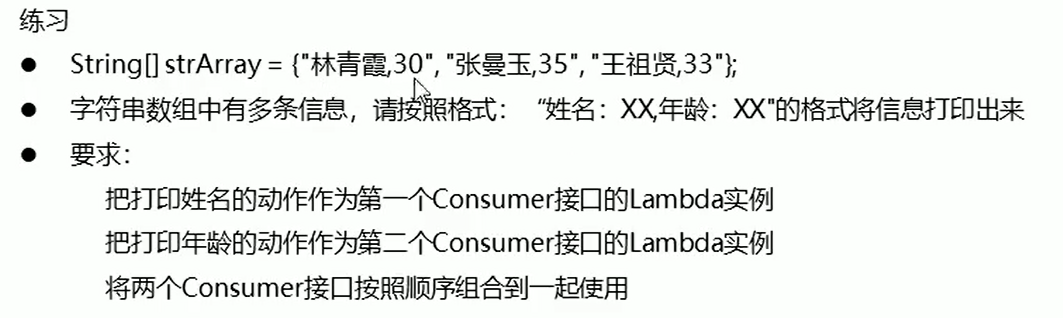 练习
● String[] strArray = {"林青霞,30", "张曼玉,35", "王祖贤,33"};
● 字符串数组中有多条信息，请按照格式：“姓名：XX,年龄：XX"的格式将信息打印出来
● 要求：
把打印姓名的动作作为第一个Consumer接口的Lambda实例
把打印年龄的动作作为第二个Consumer接口的Lambda实例
将两个Consumer接口按照顺序组合到一起使用